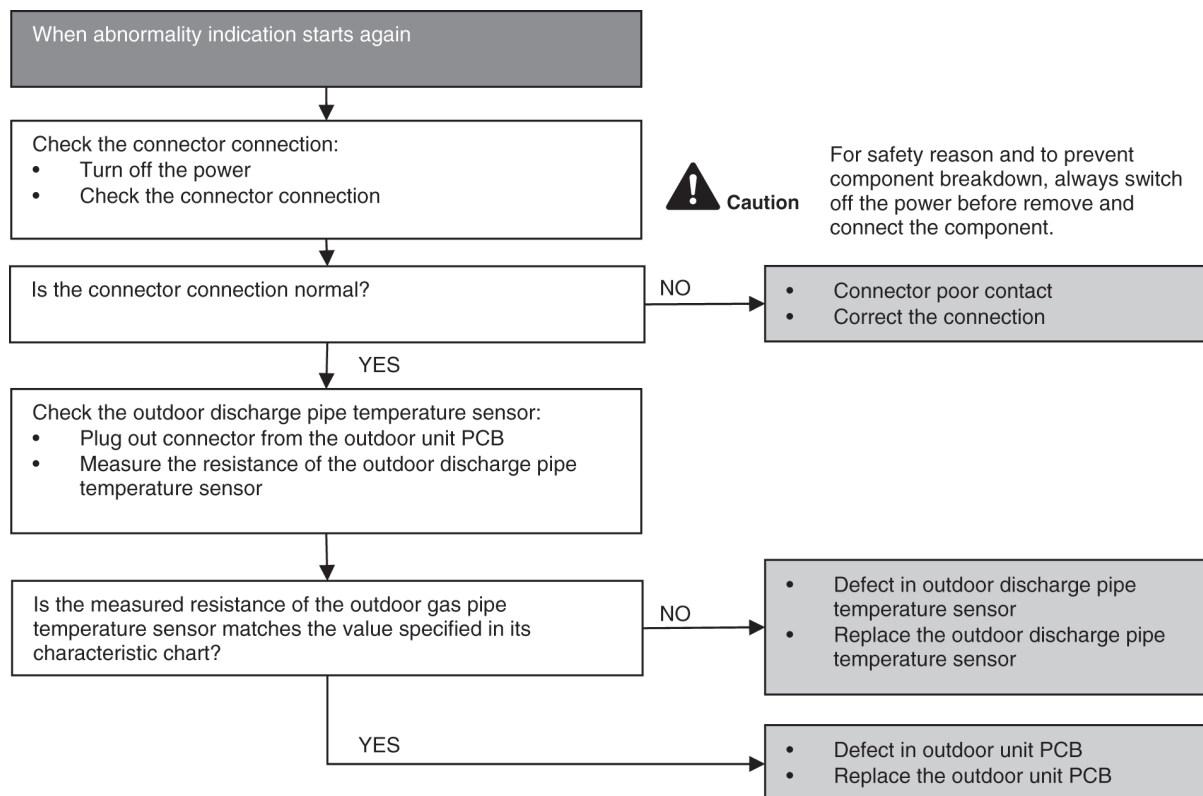 When abnormality indication starts again
Check the connector connection:
• Turn off the power
• Check the connector connection
Caution
For safety reason and to prevent
component breakdown, always switch
off the power before remove and
connect the component.
Is the connector connection normal?
NO
• Connector poor contact
• Correct the connection
YES
Check the outdoor discharge pipe temperature sensor:
• Plug out connector from the outdoor unit PCB
• Measure the resistance of the outdoor discharge pipe
temperature sensor
Is the measured resistance of the outdoor gas pipe
temperature sensor matches the value specified in its
characteristic chart?
NO
• Defect in outdoor discharge pipe
temperature sensor
• Replace the outdoor discharge pipe
temperature sensor
YES
• Defect in outdoor unit PCB
• Replace the outdoor unit PCB